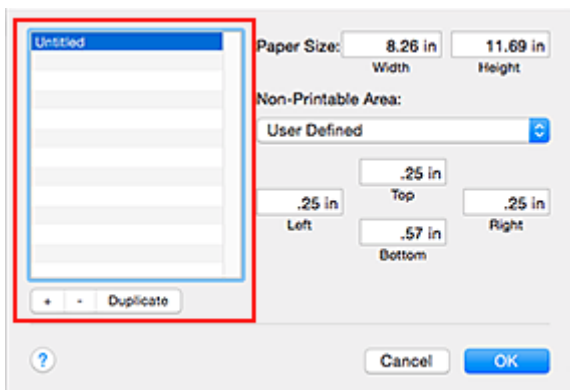 Untitled
Paper Size: 8.26 in 11.69 in
Width Height
Non-Printable Area:
User Defined
.25 in
Top
.25 in .25 in
Left Right
.57 in
Bottom
+ - Duplicate
? Cancel OK